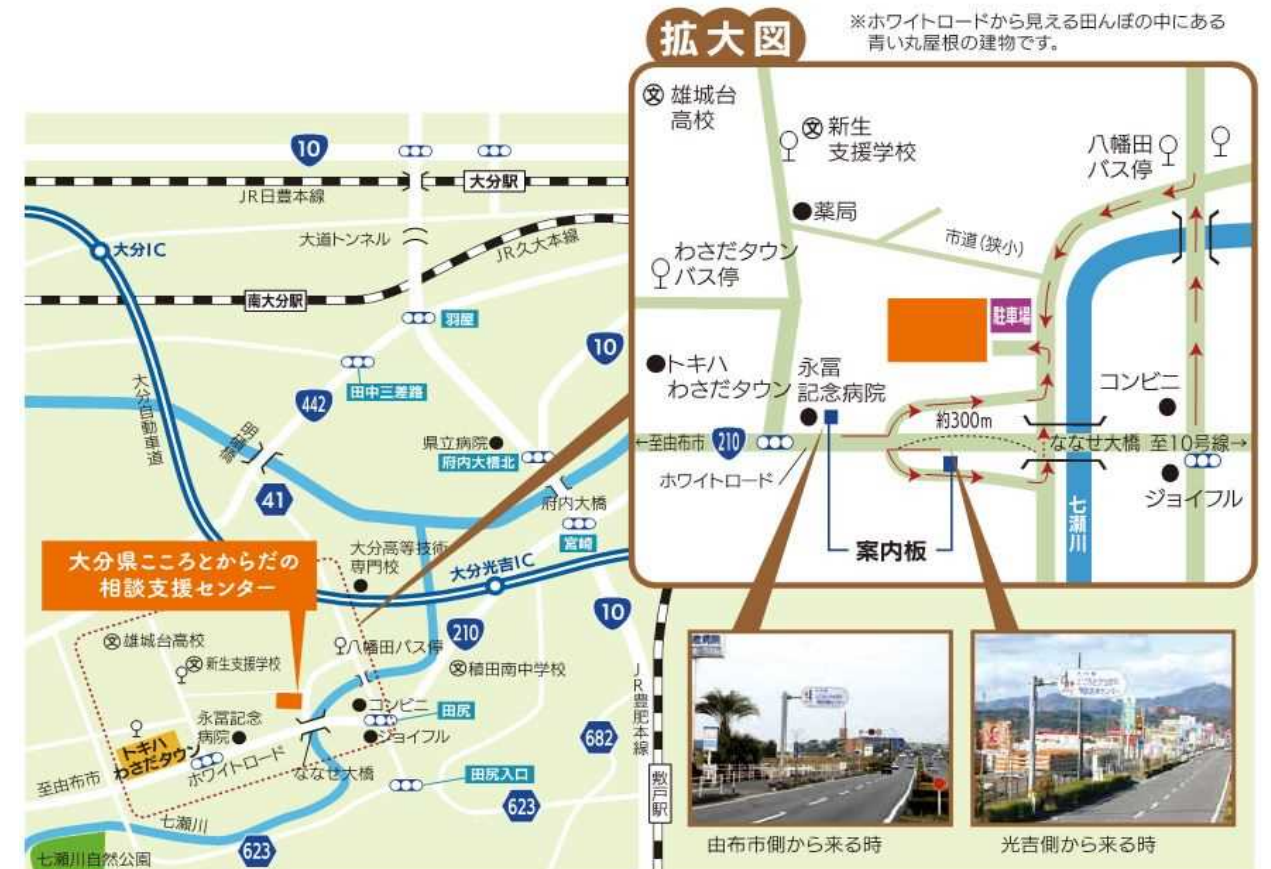 拡大図
※ホワイトロードから見える田んぼの中にある
青い丸屋根の建物です。
雄城台
高校
新生
支援学校
八幡田
バス停
薬局
市道(狭小)
わさだタウン
バス停
駐車場
トキハ
わさだタウン
永冨
記念病院
コンビニ
約300m
←至由布市
210
ななせ大橋
至10号線→
ホワイトロード
ジョイフル
七瀬川
案内板
10
JR日豊本線
大分駅
大道トンネル
JR久大本線
大分IC
南大分駅
羽屋
10
田中三差路
大分自動車道
442
明磧橋
県立病院
府内大橋北
41
府内大橋
宮崎
大分県こころとからだの
相談支援センター
大分高等技術
専門校
大分光吉IC
10
雄城台高校
八幡田バス停
210
新生支援学校
稙田南中学校
JR豊肥本線
永冨記念
病院
コンビニ
田尻
トキハ
わさだタウン
ジョイフル
682
ホワイトロード
ななせ大橋
至由布市
田尻入口
敷戸駅
七瀬川
623
623
七瀬川自然公園
由布市側から来る時
光吉側から来る時